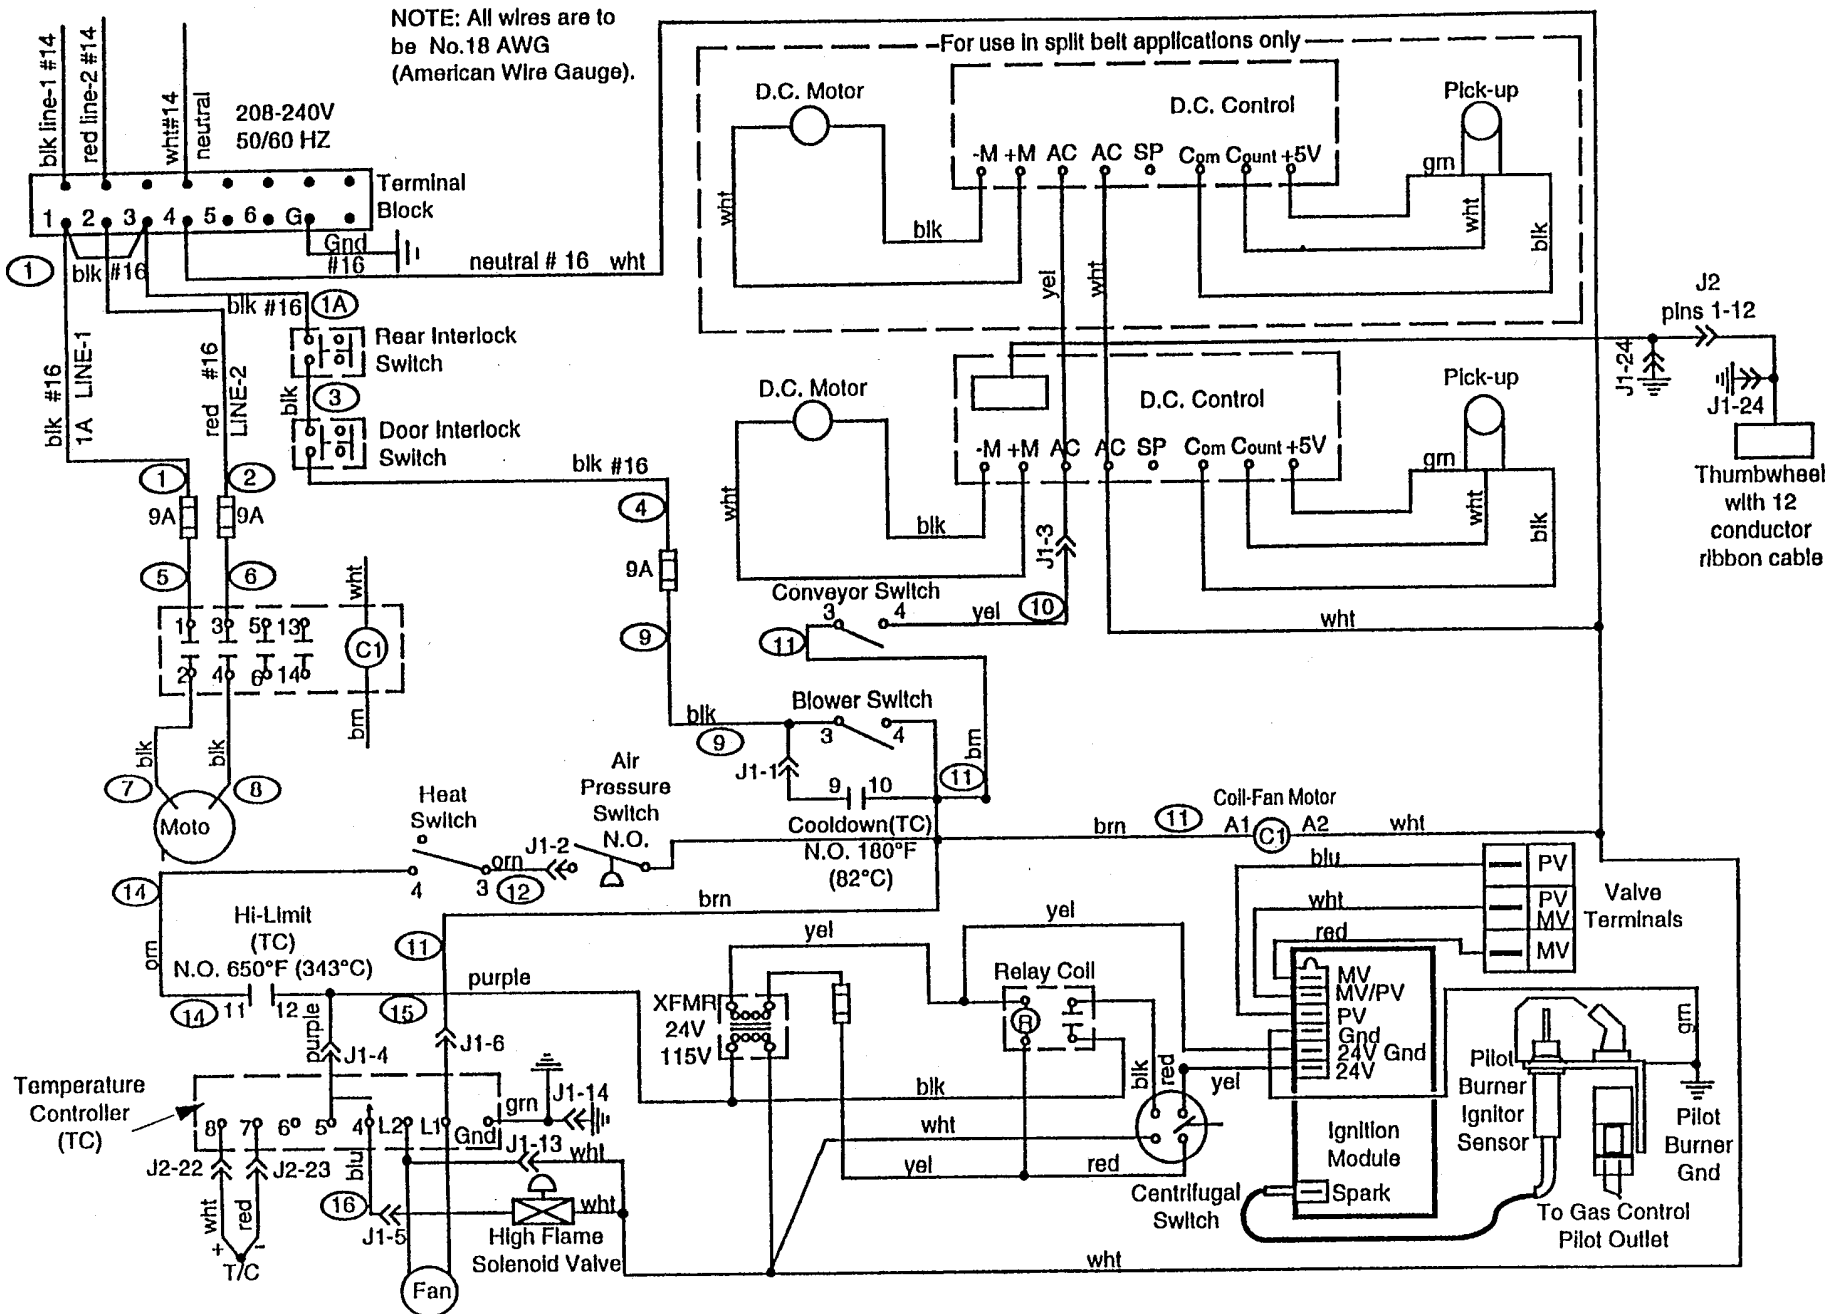 NOTE: All wires are to
be No.18 AWG
(American Wire Gauge).
blk line-1 #14
red line-2 #14
wht#14
neutral
208-240V
50/60 HZ
Terminal
Block
1 2 3 4 5 6 G
Gnd
#16
1
blk #16
neutral # 16 wht
blk #16
1A
Rear Interlock
Switch
blk
3
Door Interlock
Switch
blk #16
1A LINE-1
red #16
LINE-2
1
2
9A
9A
5
6
blk #16
4
9A
9
1 3 5 13
2 4 6 14
wht
C1
brn
blk
blk
7
8
Moto
For use in split belt applications only
D.C. Motor
D.C. Control
Pick-up
-M +M AC AC SP Com Count +5V
wht
blk
yel
wht
grn
wht
blk
J2
pins 1-12
J1-24
J1-24
Thumbwheel
with 12
conductor
ribbon cable
D.C. Motor
D.C. Control
Pick-up
-M +M AC AC SP Com Count +5V
wht
blk
J1-3
grn
wht
blk
Conveyor Switch
3 4
yel
10
11
wht
Blower Switch
blk
9
3 4
J1-1
9 10
brn
11
Cooldown(TC)
N.O. 180°F
(82°C)
Air
Pressure
Switch
N.O.
Heat
Switch
J1-2
4
3
orn
12
brn
11
Coil-Fan Motor
A1 C1 A2
wht
14
orn
Hi-Limit
(TC)
N.O. 650°F (343°C)
14
11 12
15
purple
purple
J1-4
brn
11
J1-6
Temperature
Controller
(TC)
8 7 6 5 4 L2 L1 Gnd
grn
J1-14
J2-22
J2-23
wht
red
+ -
T/C
blu
16
J1-5
J1-13
wht
wht
High Flame
Solenoid Valve
Fan
yel
XFMR
24V
115V
yel
Relay Coil
R
blk
blk
red
yel
wht
yel
red
Centrifugal
Switch
wht
blu
wht
red
PV
PV
MV
MV
Valve
Terminals
MV
MV/PV
PV
Gnd
24V Gnd
24V
Ignition
Module
Spark
grn
Pilot
Burner
Ignitor
Sensor
Pilot
Burner
Gnd
To Gas Control
Pilot Outlet